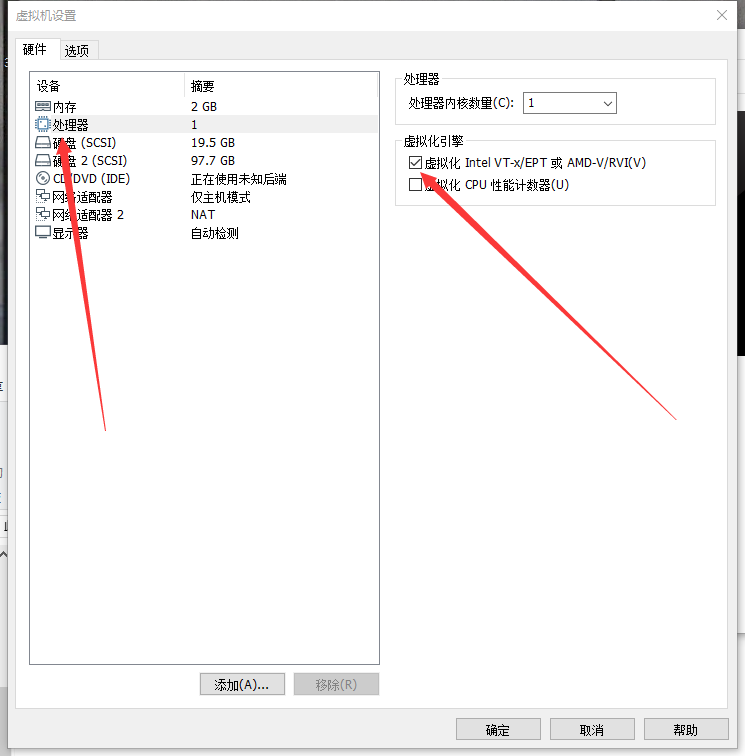 虚拟机设置
硬件 选项
设备 摘要
内存 2 GB
处理器 1
硬盘 (SCSI) 19.5 GB
硬盘 2 (SCSI) 97.7 GB
CD/DVD (IDE) 正在使用未知后端
网络适配器 仅主机模式
网络适配器 2 NAT
显示器 自动检测
添加(A)... 移除(R)
处理器
处理器内核数量(C): 1
虚拟化引擎
虚拟化 Intel VT-x/EPT 或 AMD-V/RVI(V)
虚拟化 CPU 性能计数器(U)
确定 取消 帮助